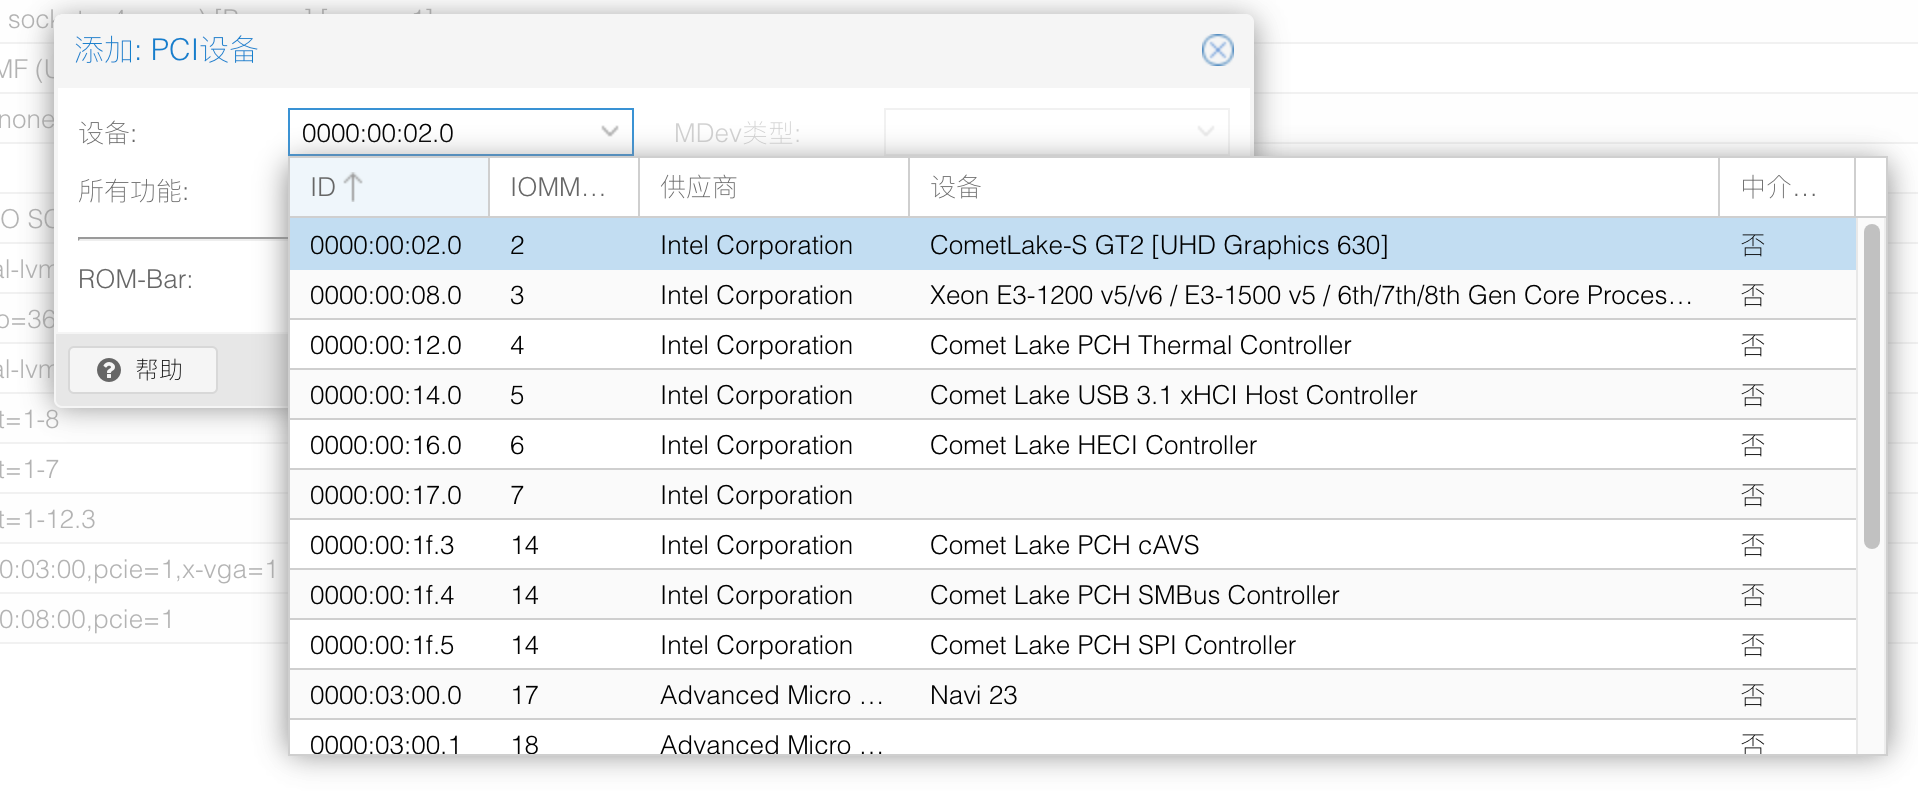 添加: PCI设备
MF (U
none
设备: 0000:00:02.0 MDev类型:
所有功能:
O SC
al-lvm
ROM-Bar:
o=36
al-lvm
帮助
t=1-8
t=1-7
t=1-12.3
0:03:00,pcie=1,x-vga=1
0:08:00,pcie=1
ID IOMM... 供应商 设备 中介...
0000:00:02.0 2 Intel Corporation CometLake-S GT2 [UHD Graphics 630] 否
0000:00:08.0 3 Intel Corporation Xeon E3-1200 v5/v6 / E3-1500 v5 / 6th/7th/8th Gen Core Proces... 否
0000:00:12.0 4 Intel Corporation Comet Lake PCH Thermal Controller 否
0000:00:14.0 5 Intel Corporation Comet Lake USB 3.1 xHCI Host Controller 否
0000:00:16.0 6 Intel Corporation Comet Lake HECI Controller 否
0000:00:17.0 7 Intel Corporation 否
0000:00:1f.3 14 Intel Corporation Comet Lake PCH cAVS 否
0000:00:1f.4 14 Intel Corporation Comet Lake PCH SMBus Controller 否
0000:00:1f.5 14 Intel Corporation Comet Lake PCH SPI Controller 否
0000:03:00.0 17 Advanced Micro ... Navi 23 否
0000:03:00.1 18 Advanced Micro ... 否